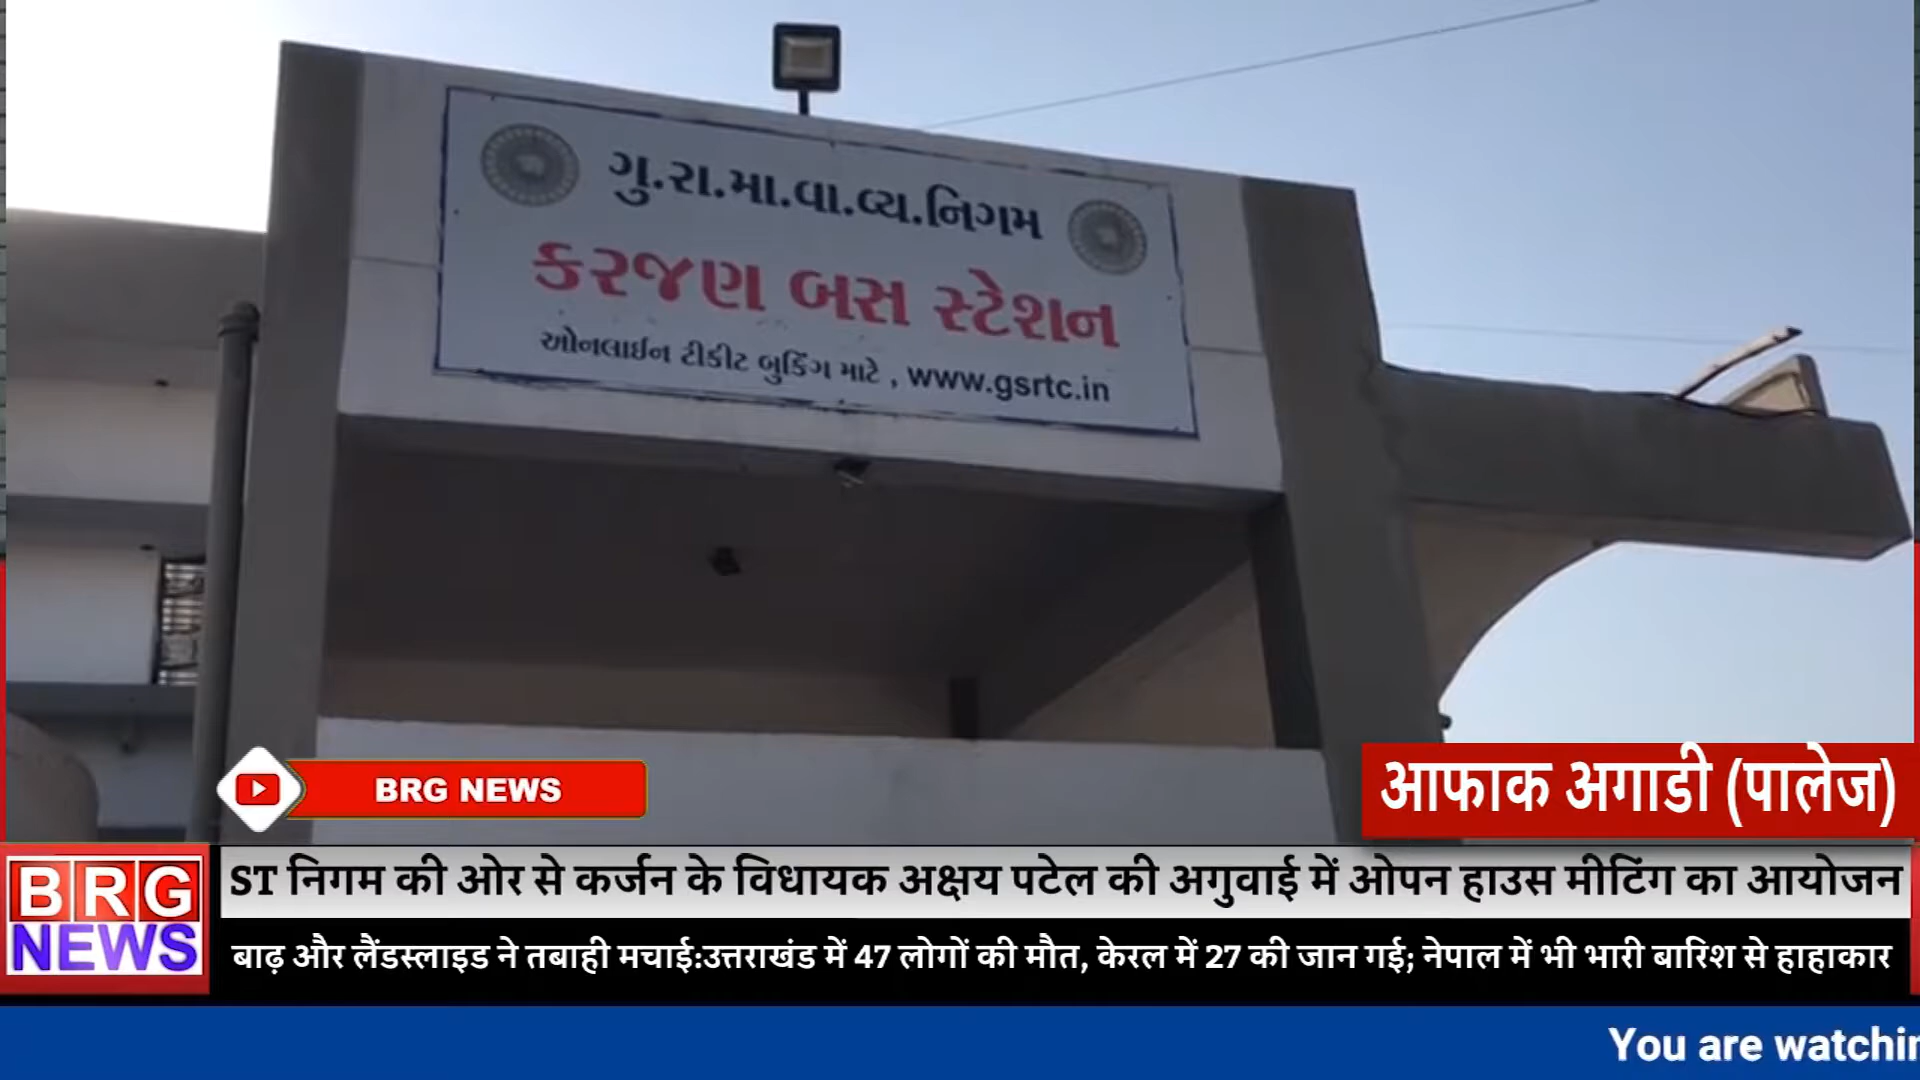 ગુ.રા.મા.વા.વ્ય.નિગમ
કરજણ બસ સ્ટેશન
ઓનલાઈન ટીકીટ બુકિંગ માટે , www.gsrtc.in
BRG NEWS
आफाक अगाडी (पालेज)
BRG
NEWS
ST निगम की ओर से कर्जन के विधायक अक्षय पटेल की अगुवाई में ओपन हाउस मीटिंग का आयोजन
बाढ़ और लैंडस्लाइड ने तबाही मचाई:उत्तराखंड में 47 लोगों की मौत, केरल में 27 की जान गई; नेपाल में भी भारी बारिश से हाहाकार
You are watchin